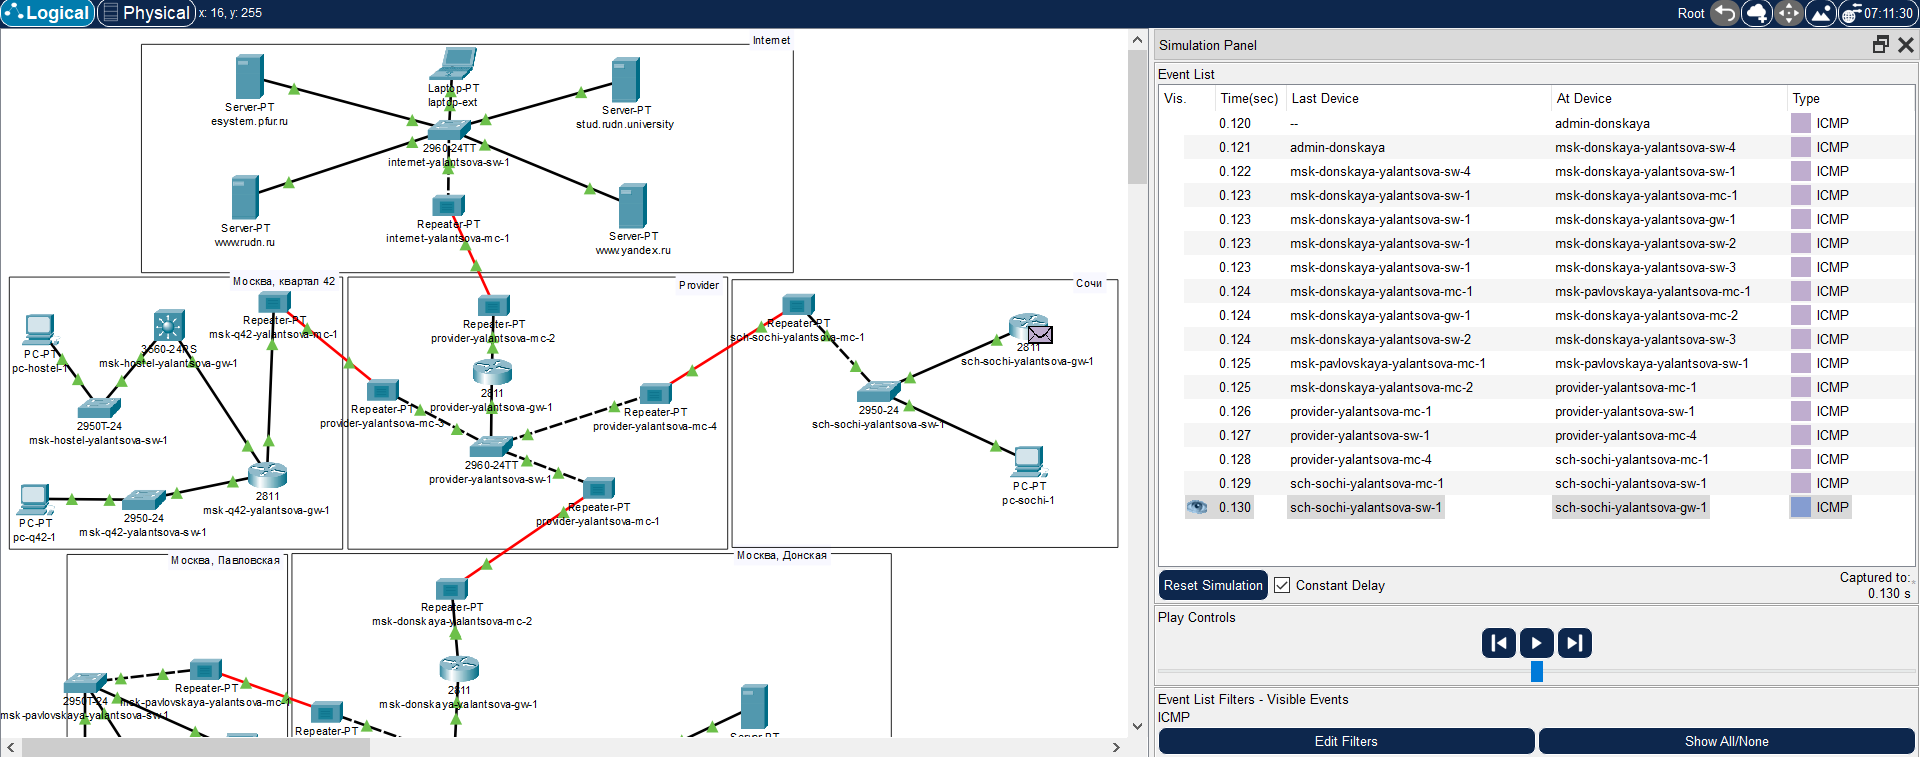 Logical
Physical
x: 16, y: 255
Root
07:11:30
Internet
Server-PT
esystem.pfur.ru
Laptop-PT
laptop-ext
Server-PT
stud.rudn.university
2960-24TT
internet-yalantsova-sw-1
Server-PT
www.rudn.ru
Repeater-PT
internet-yalantsova-mc-1
Server-PT
www.yandex.ru
Москва, квартал 42
Repeater-PT
msk-q42-yalantsova-mc-1
PC-PT
pc-hostel-1
3560-24PS
msk-hostel-yalantsova-gw-1
2950T-24
msk-hostel-yalantsova-sw-1
PC-PT
pc-q42-1
2950-24
msk-q42-yalantsova-sw-1
2811
msk-q42-yalantsova-gw-1
Provider
provider-yalantsova-mc-2
Repeater-PT
2811
provider-yalantsova-gw-1
Repeater-PT
provider-yalantsova-mc-3
Repeater-PT
provider-yalantsova-mc-4
2960-24TT
provider-yalantsova-sw-1
Repeater-PT
provider-yalantsova-mc-1
Сочи
Repeater-PT
sch-sochi-yalantsova-mc-1
2811
sch-sochi-yalantsova-gw-1
2950-24
sch-sochi-yalantsova-sw-1
PC-PT
pc-sochi-1
Москва, Павловская
2950T-24
msk-pavlovskaya-yalantsova-sw-1
Repeater-PT
msk-pavlovskaya-yalantsova-mc-1
Москва, Донская
Repeater-PT
msk-donskaya-yalantsova-mc-2
2811
msk-donskaya-yalantsova-gw-1
Repeater-PT
Server-PT
Simulation Panel
Event List
Vis. Time(sec) Last Device At Device Type
0.120 -- admin-donskaya ICMP
0.121 admin-donskaya msk-donskaya-yalantsova-sw-4 ICMP
0.122 msk-donskaya-yalantsova-sw-4 msk-donskaya-yalantsova-sw-1 ICMP
0.123 msk-donskaya-yalantsova-sw-1 msk-donskaya-yalantsova-mc-1 ICMP
0.123 msk-donskaya-yalantsova-sw-1 msk-donskaya-yalantsova-gw-1 ICMP
0.123 msk-donskaya-yalantsova-sw-1 msk-donskaya-yalantsova-sw-2 ICMP
0.123 msk-donskaya-yalantsova-sw-1 msk-donskaya-yalantsova-sw-3 ICMP
0.124 msk-donskaya-yalantsova-mc-1 msk-pavlovskaya-yalantsova-mc-1 ICMP
0.124 msk-donskaya-yalantsova-gw-1 msk-donskaya-yalantsova-mc-2 ICMP
0.124 msk-donskaya-yalantsova-sw-2 msk-donskaya-yalantsova-sw-3 ICMP
0.125 msk-pavlovskaya-yalantsova-mc-1 msk-pavlovskaya-yalantsova-sw-1 ICMP
0.125 msk-donskaya-yalantsova-mc-2 provider-yalantsova-mc-1 ICMP
0.126 provider-yalantsova-mc-1 provider-yalantsova-sw-1 ICMP
0.127 provider-yalantsova-sw-1 provider-yalantsova-mc-4 ICMP
0.128 provider-yalantsova-mc-4 sch-sochi-yalantsova-mc-1 ICMP
0.129 sch-sochi-yalantsova-mc-1 sch-sochi-yalantsova-sw-1 ICMP
0.130 sch-sochi-yalantsova-sw-1 sch-sochi-yalantsova-gw-1 ICMP
Reset Simulation
Constant Delay
Captured to:
0.130 s
Play Controls
Event List Filters - Visible Events
ICMP
Edit Filters
Show All/None